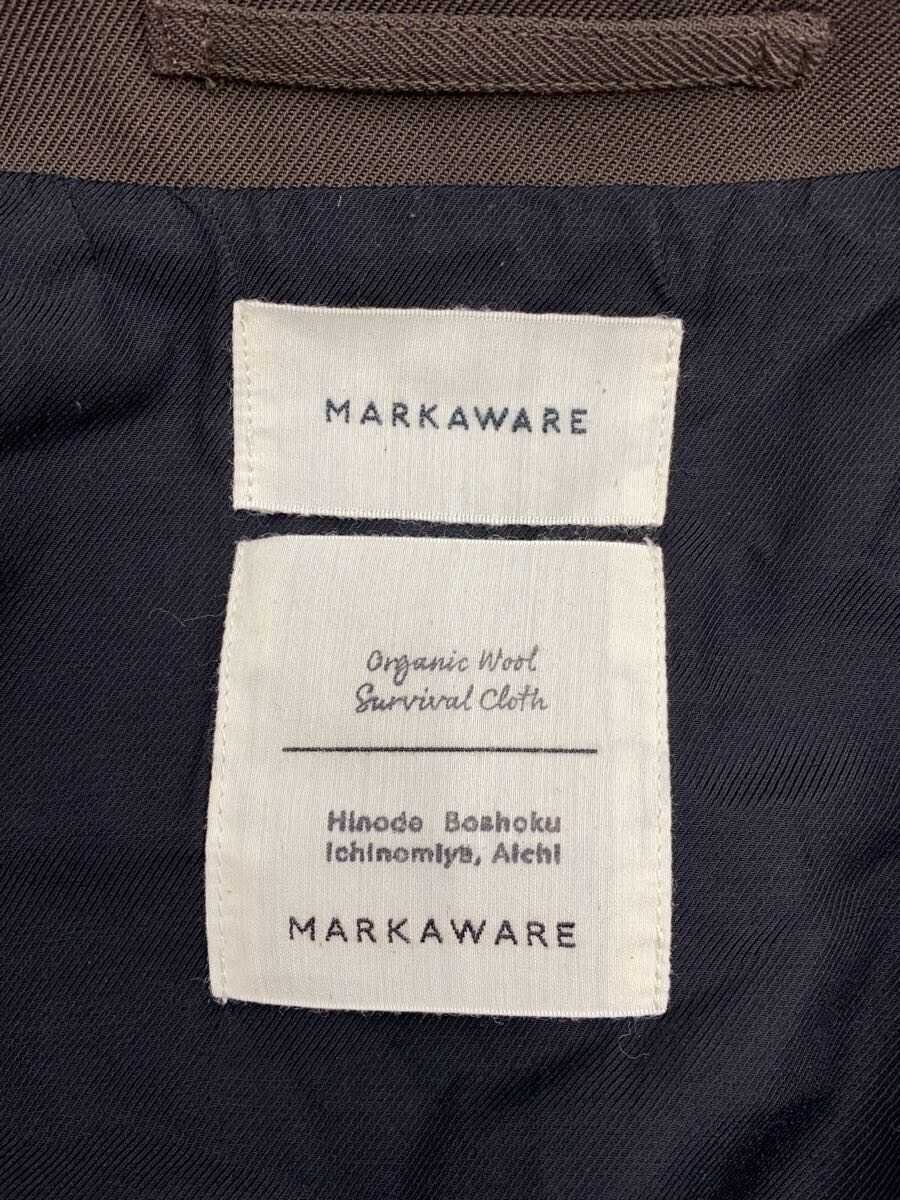 MARKAWARE
Organic Wool
Survival Cloth
Hinode Boshoku
Ichinomiya, Aichi
MARKAWARE